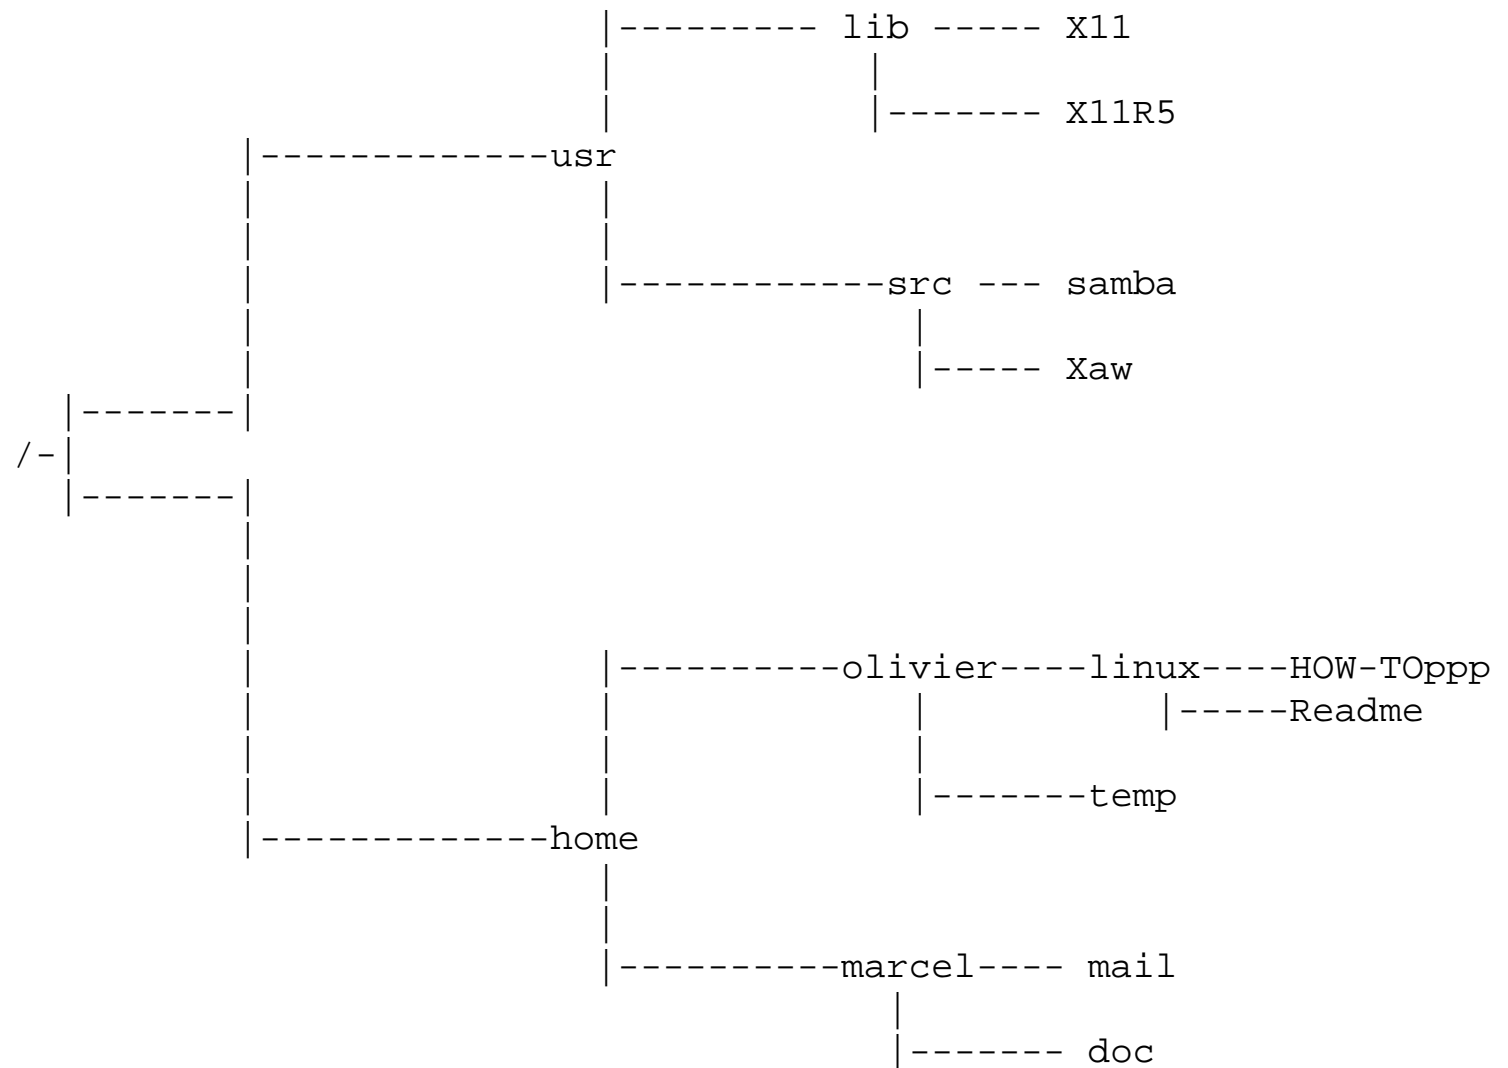 |--------- lib ----- X11
|                 |
|                 |------- X11R5
|-------------usr
|                       |
|                       |
|                       |------------src --- samba
|                                            |
|                                            |----- Xaw
|-------|
/-|
|-------|
|
|
|
|                       |----------olivier----linux----HOW-TOppp
|                       |                    |                |-----Readme
|                       |                    |
|                       |                    |-------temp
|-------------home
|
|
|----------marcel---- mail
|
|------- doc